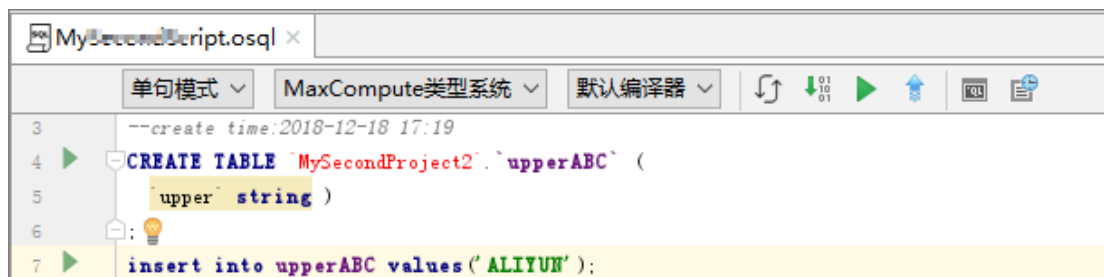 单句模式 MaxCompute类型系统 默认编译器
3 --create time:2018-12-18 17:19
4 CREATE TABLE `MySecondProject2`.`upperABC` (
5 `upper` string )
6 ;
7 insert into upperABC values('ALIYUN');